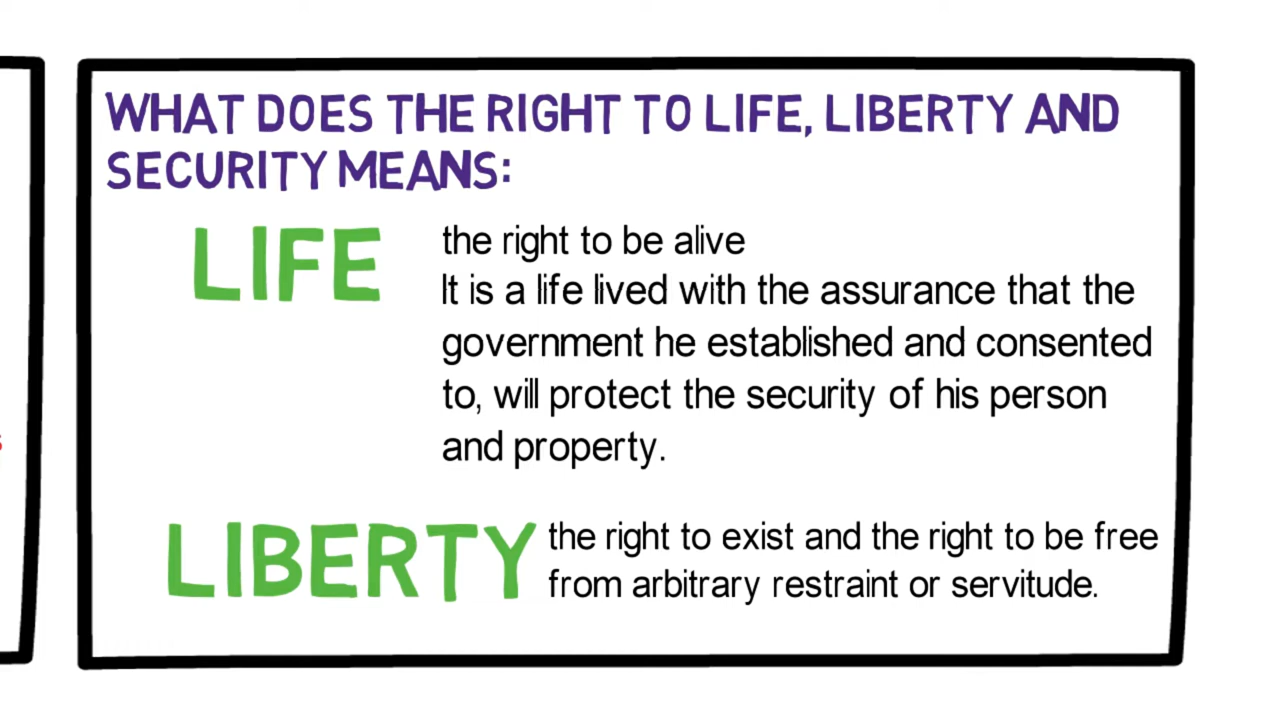 WHAT DOES THE RIGHT TO LIFE, LIBERTY AND
SECURITY MEANS:
LIFE
the right to be alive
It is a life lived with the assurance that the
government he established and consented
to, will protect the security of his person
and property.
LIBERTY
the right to exist and the right to be free
from arbitrary restraint or servitude.